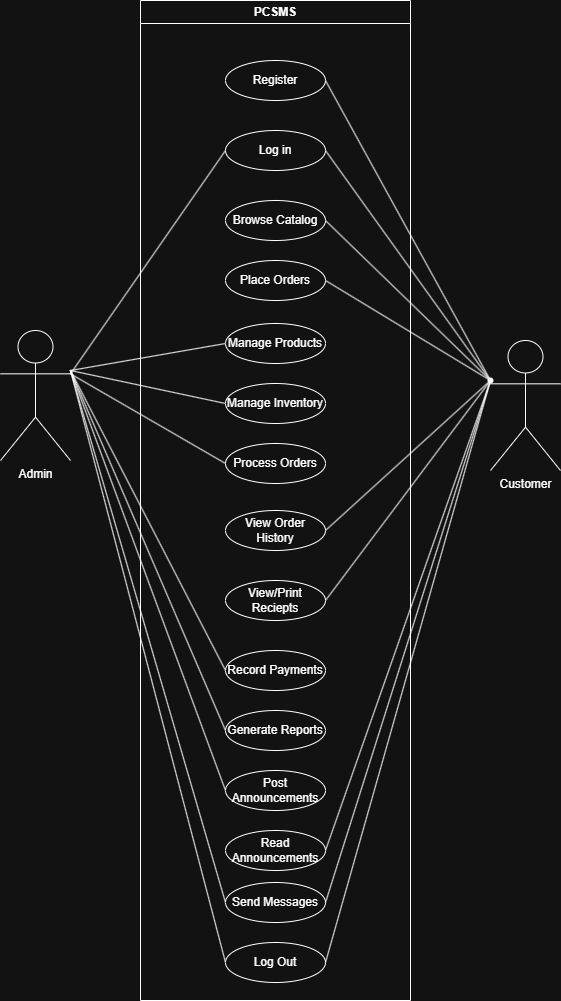 PCSMS
Register
Log in
Browse Catalog
Place Orders
Manage Products
Manage Inventory
Process Orders
Admin
Customer
View Order
History
View/Print
Reciepts
Record Payments
Generate Reports
Post
Announcements
Read
Announcements
Send Messages
Log Out